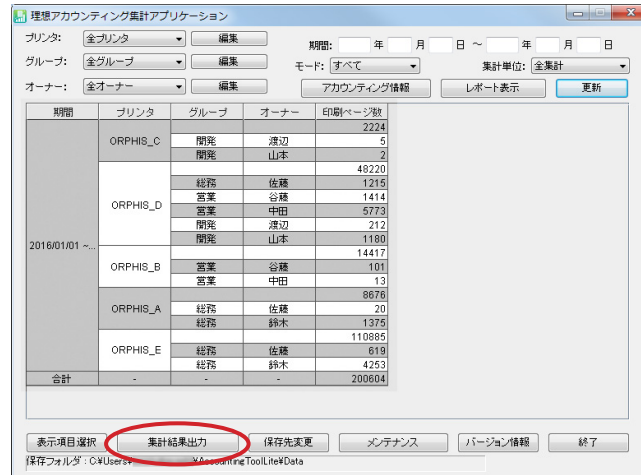 理想アカウンティング集計アプリケーション
プリンタ: 全プリンタ 編集 期間: 年 月 日 ～ 年 月 日
グループ: 全グループ 編集 モード: すべて 集計単位: 全集計
オーナー: 全オーナー 編集 アカウンティング情報 レポート表示 更新
期間 プリンタ グループ オーナー 印刷ページ数
2016/01/01 ~...
ORPHIS_C
2224
開発 渡辺 5
開発 山本 2
ORPHIS_D
48220
総務 佐藤 1215
営業 谷藤 1414
営業 中田 5773
開発 渡辺 212
開発 山本 1180
ORPHIS_B
14417
営業 谷藤 101
営業 中田 13
ORPHIS_A
8676
総務 佐藤 20
総務 鈴木 1375
ORPHIS_E
110885
総務 佐藤 619
総務 鈴木 4253
合計 - - - 200604
表示項目選択 集計結果出力 保存先変更 メンテナンス バージョン情報 終了
保存フォルダ : C:¥Users¥ ¥AccountingToolLite¥Data